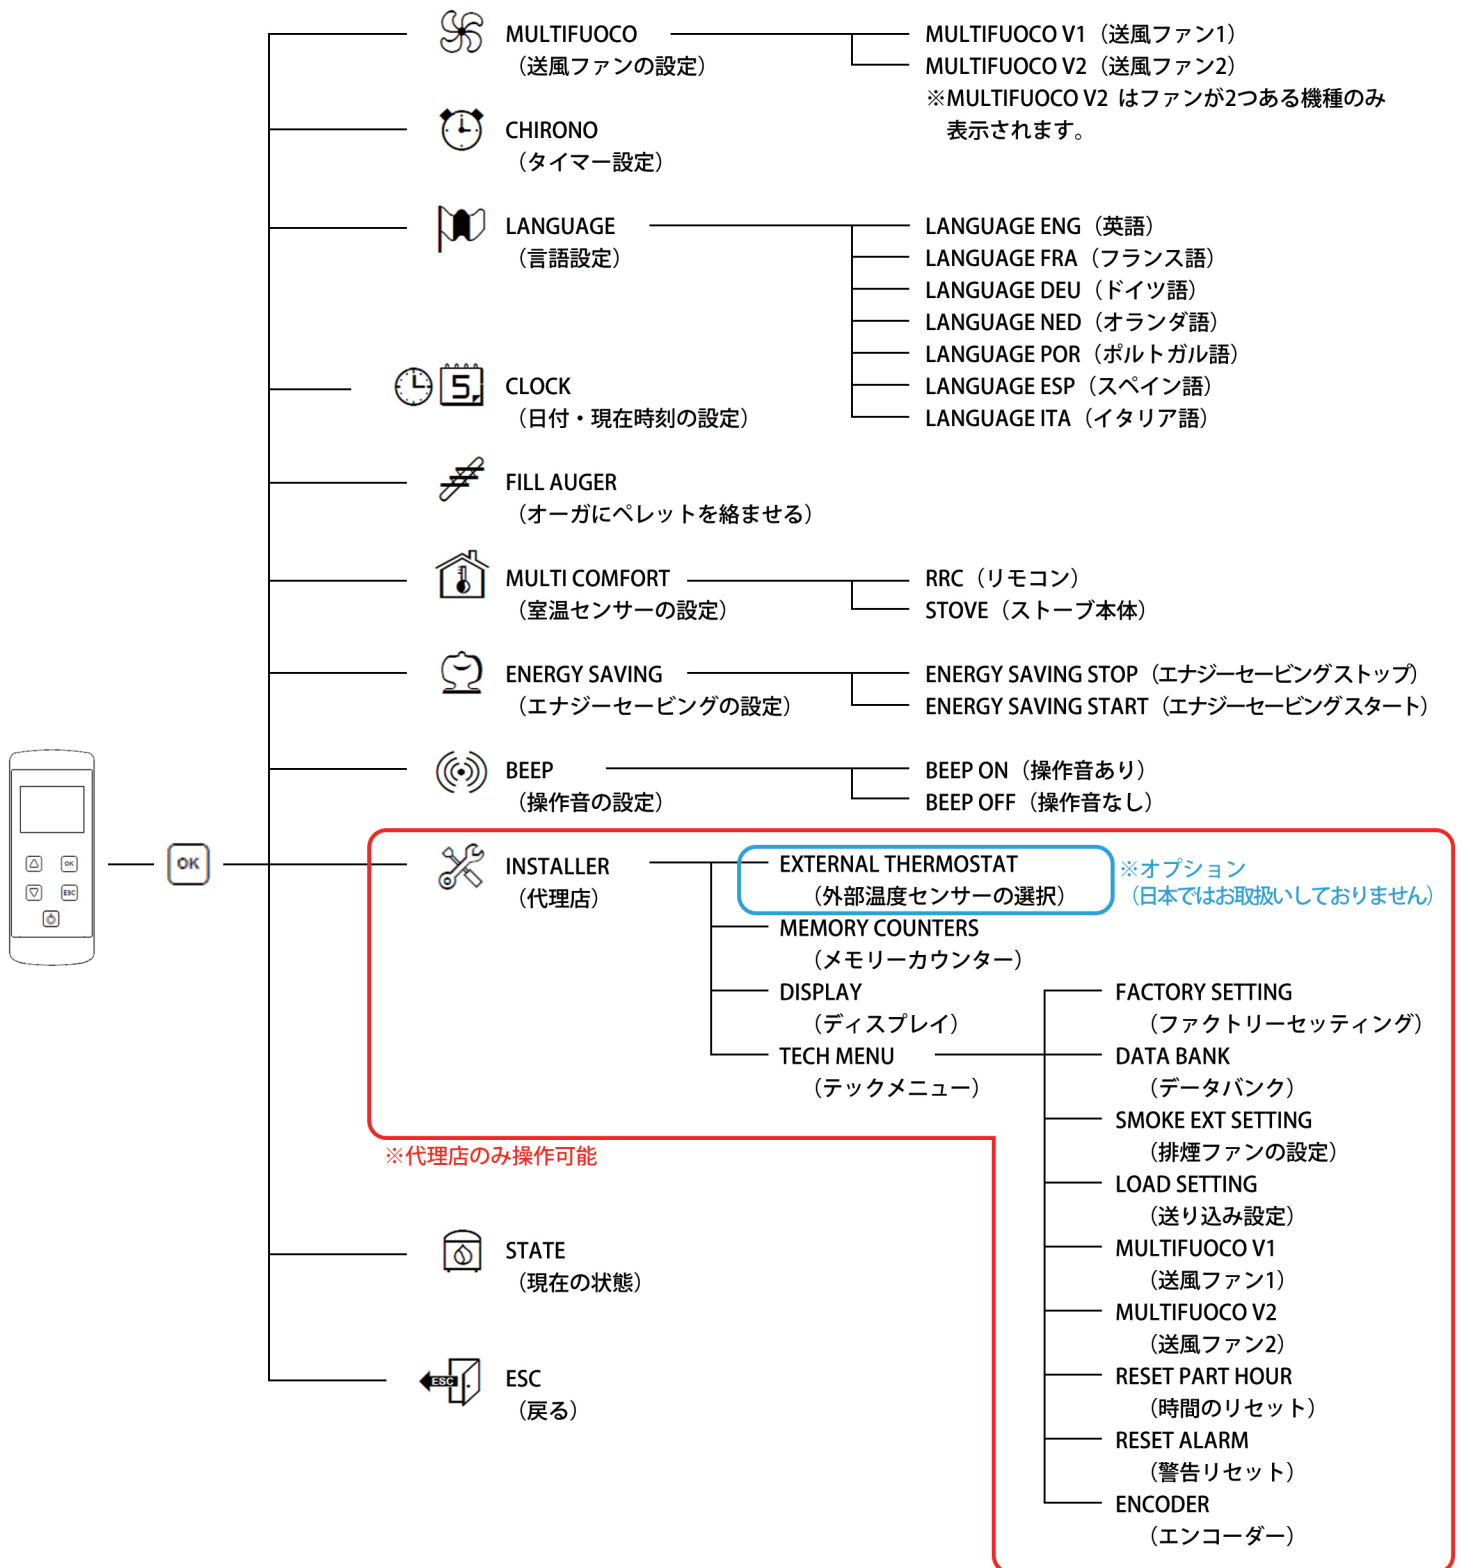 MULTIFUOCO
（送風ファンの設定）
MULTIFUOCO V1（送風ファン1）
MULTIFUOCO V2（送風ファン2）
※MULTIFUOCO V2 はファンが2つある機種のみ
表示されます。
CHIRONO
（タイマー設定）
LANGUAGE
（言語設定）
LANGUAGE ENG（英語）
LANGUAGE FRA（フランス語）
LANGUAGE DEU（ドイツ語）
LANGUAGE NED（オランダ語）
LANGUAGE POR（ポルトガル語）
LANGUAGE ESP（スペイン語）
LANGUAGE ITA（イタリア語）
5
CLOCK
（日付・現在時刻の設定）
FILL AUGER
（オーガにペレットを絡ませる）
MULTI COMFORT
（室温センサーの設定）
RRC（リモコン）
STOVE（ストーブ本体）
ENERGY SAVING
（エナジーセービングの設定）
ENERGY SAVING STOP（エナジーセービングストップ）
ENERGY SAVING START（エナジーセービングスタート）
BEEP
（操作音の設定）
BEEP ON（操作音あり）
BEEP OFF（操作音なし）
OK
ESC
OK
INSTALLER
（代理店）
EXTERNAL THERMOSTAT
（外部温度センサーの選択）
※オプション
（日本ではお取扱いしておりません）
MEMORY COUNTERS
（メモリーカウンター）
DISPLAY
（ディスプレイ）
TECH MENU
（テックメニュー）
FACTORY SETTING
（ファクトリーセッティング）
DATA BANK
（データバンク）
SMOKE EXT SETTING
（排煙ファンの設定）
LOAD SETTING
（送り込み設定）
MULTIFUOCO V1
（送風ファン1）
MULTIFUOCO V2
（送風ファン2）
RESET PART HOUR
（時間のリセット）
RESET ALARM
（警告リセット）
ENCODER
（エンコーダー）
※代理店のみ操作可能
STATE
（現在の状態）
ESC
ESC
（戻る）